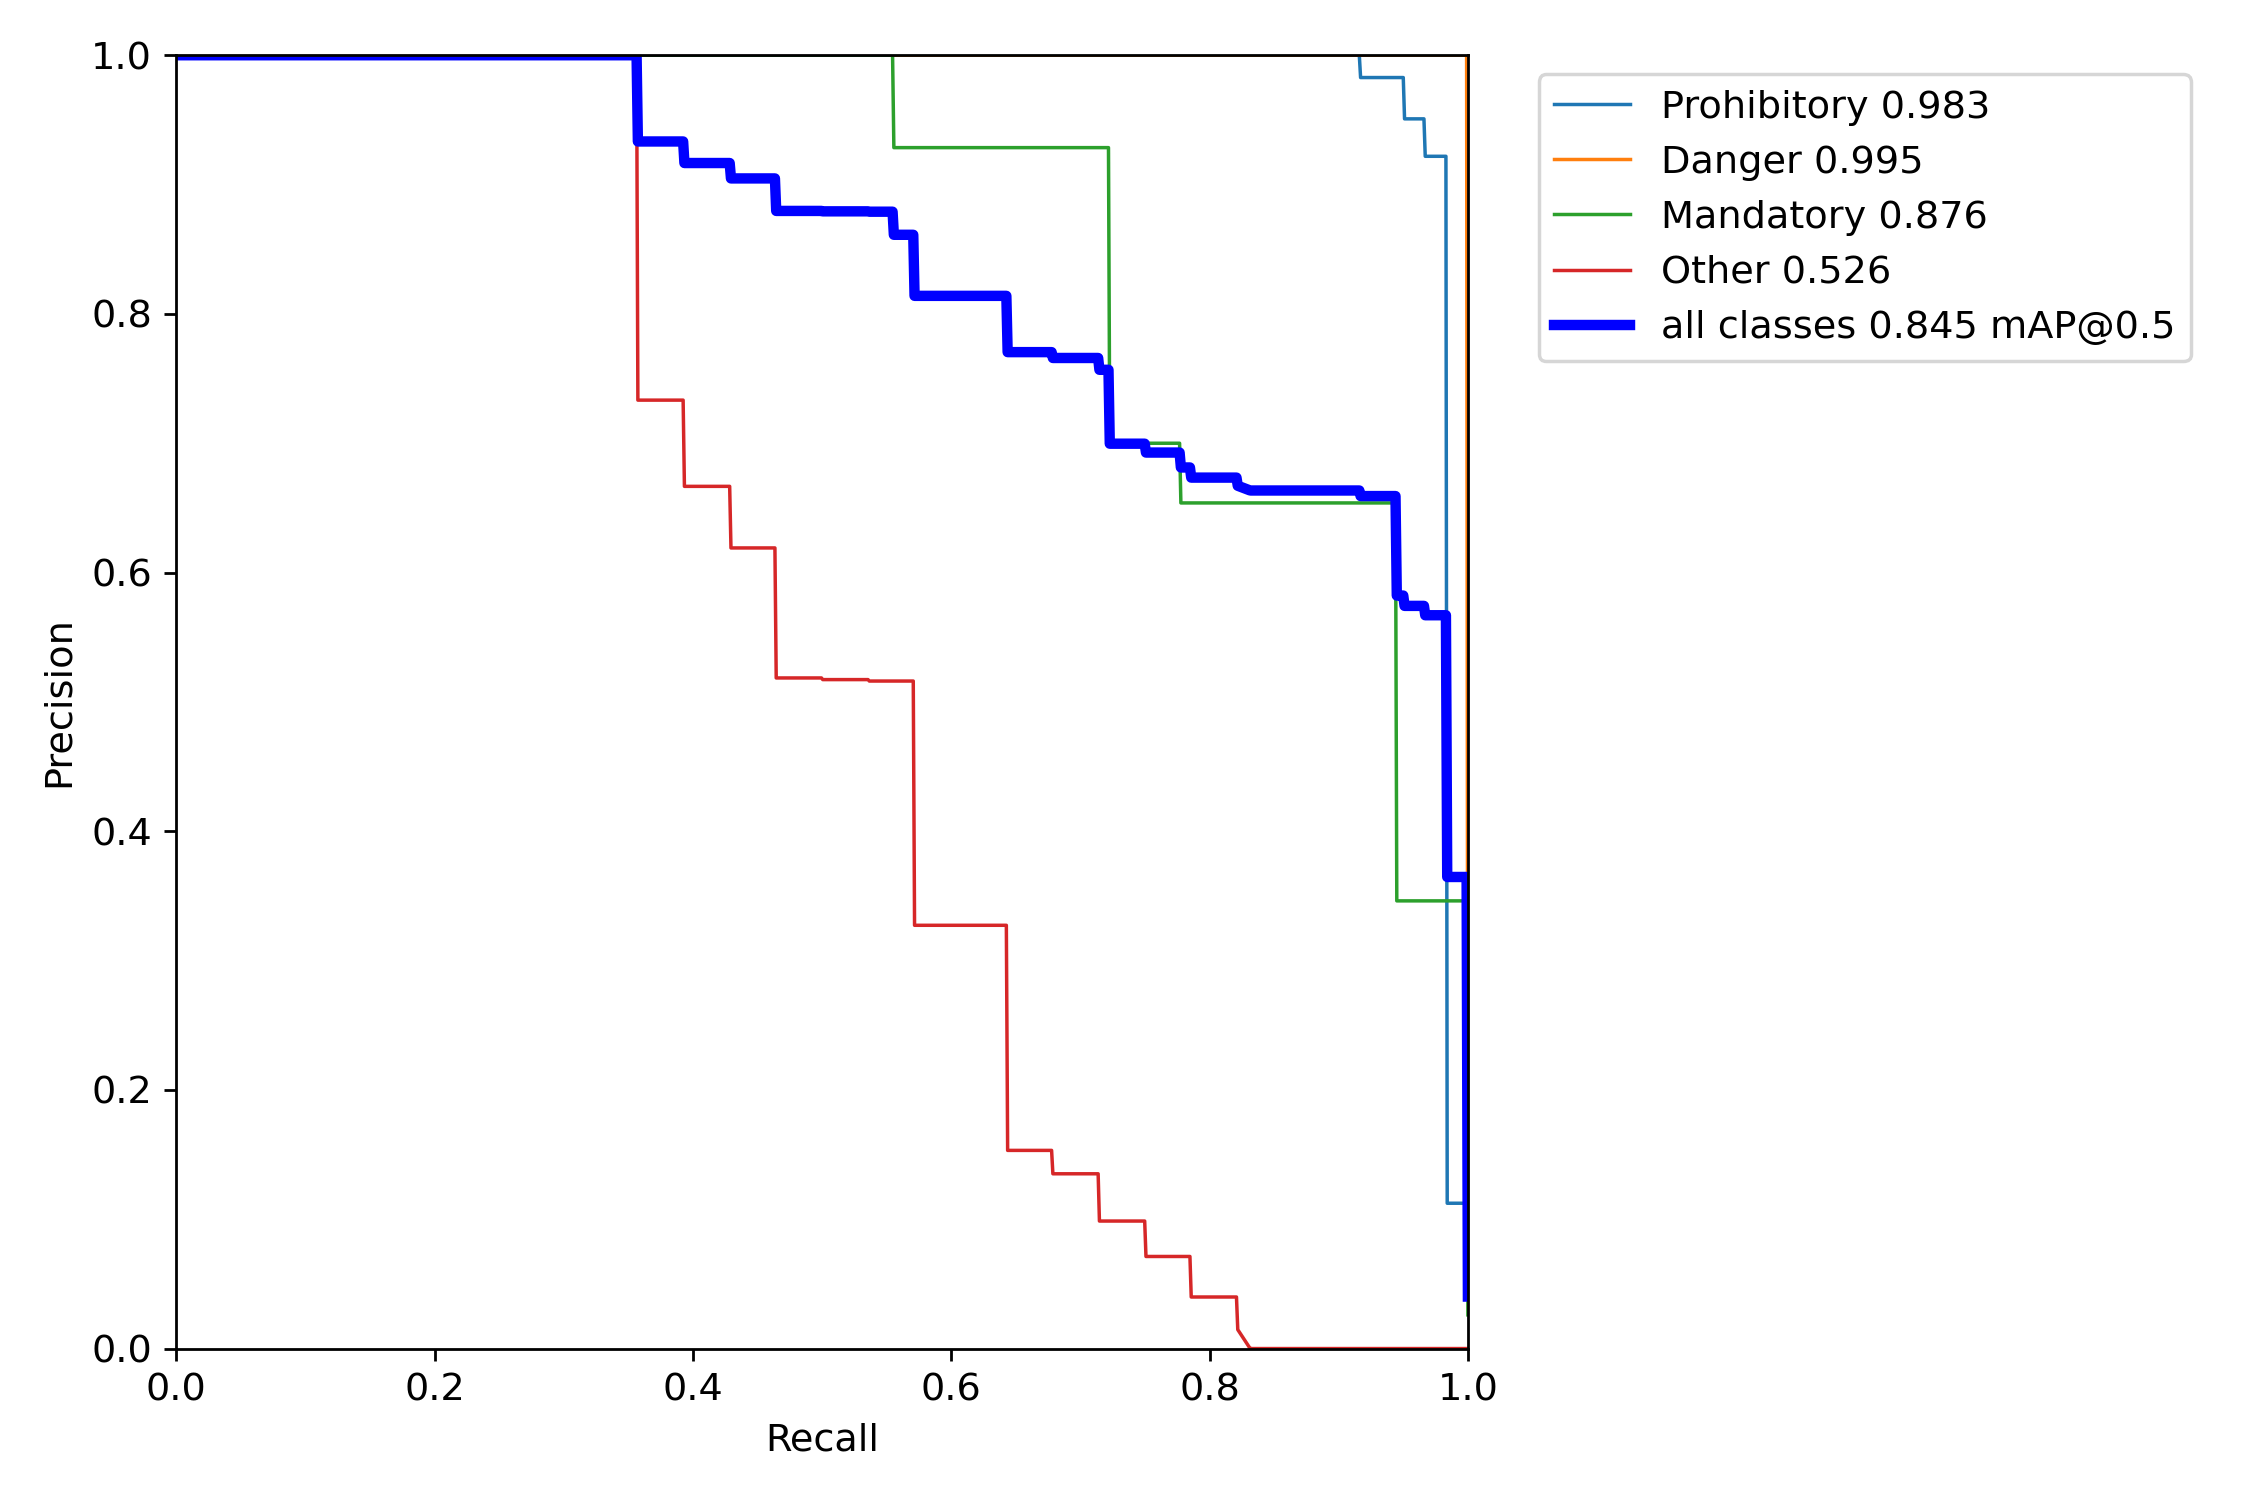 1.0
0.8
0.6
0.4
0.2
0.0
Precision
0.0 0.2 0.4 0.6 0.8 1.0
Recall
Prohibitory 0.983
Danger 0.995
Mandatory 0.876
Other 0.526
all classes 0.845 mAP@0.5